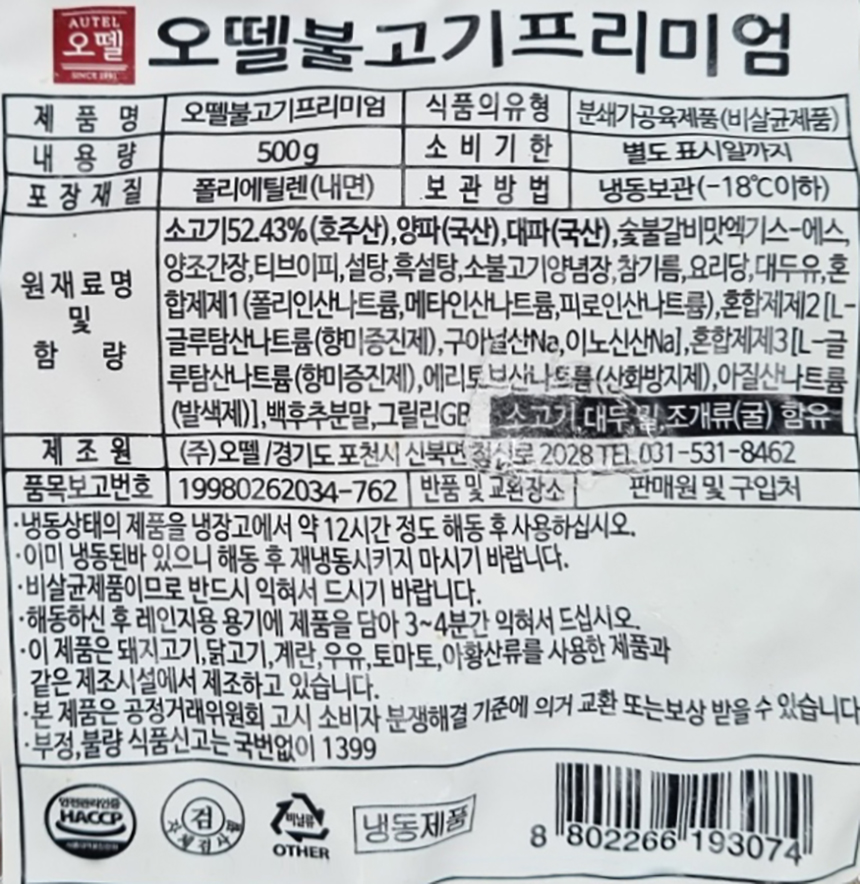 AUTEL
오뗄
SINCE 1991
오뗄불고기프리미엄
제 품 명 오뗄불고기프리미엄 식품의유형 분쇄가공육제품(비살균제품)
내 용 량 500g 소 비 기 한 별도 표시일까지
포 장 재 질 폴리에틸렌(내면) 보 관 방 법 냉동보관(-18℃이하)
원재료명
및
함 량
소고기52.43%(호주산),양파(국산),대파(국산),숯불갈비맛엑기스-에스,
양조간장,티브이피,설탕,흑설탕,소불고기양념장,참기름,요리당,대두유,혼
합제제1(폴리인산나트륨,메타인산나트륨,피로인산나트륨),혼합제제2[L-
글루탐산나트륨(향미증진제),구아닐산Na,이노신산Na],혼합제제3[L-글
루탐산나트륨(향미증진제),에리토브산나트륨(산화방지제),아질산나트륨
(발색제)],백후추분말,그릴린GB 소고기,대두,밀,조개류(굴) 함유
제 조 원 (주)오뗄/경기도 포천시 신북면 2028 TEL.031-531-8462
품목보고번호 19980262034-762 반품 및 교환장소 판매원 및 구입처
·냉동상태의 제품을 냉장고에서 약 12시간 정도 해동 후 사용하십시오.
·이미 냉동된바 있으니 해동 후 재냉동시키지 마시기 바랍니다.
·비살균제품이므로 반드시 익혀서 드시기 바랍니다.
·해동하신 후 레인지용 용기에 제품을 담아 3~4분간 익혀서 드십시오.
·이 제품은 돼지고기,닭고기,계란,우유,토마토,아황산류를 사용한 제품과
같은 제조시설에서 제조하고 있습니다.
·본 제품은 공정거래위원회 고시 소비자 분쟁해결 기준에 의거 교환 또는보상 받을 수 있습니다
·부정,불량 식품신고는 국번없이 1399
안전관리인증
HACCP
검
비닐류
OTHER
냉동제품
8 802266 193074